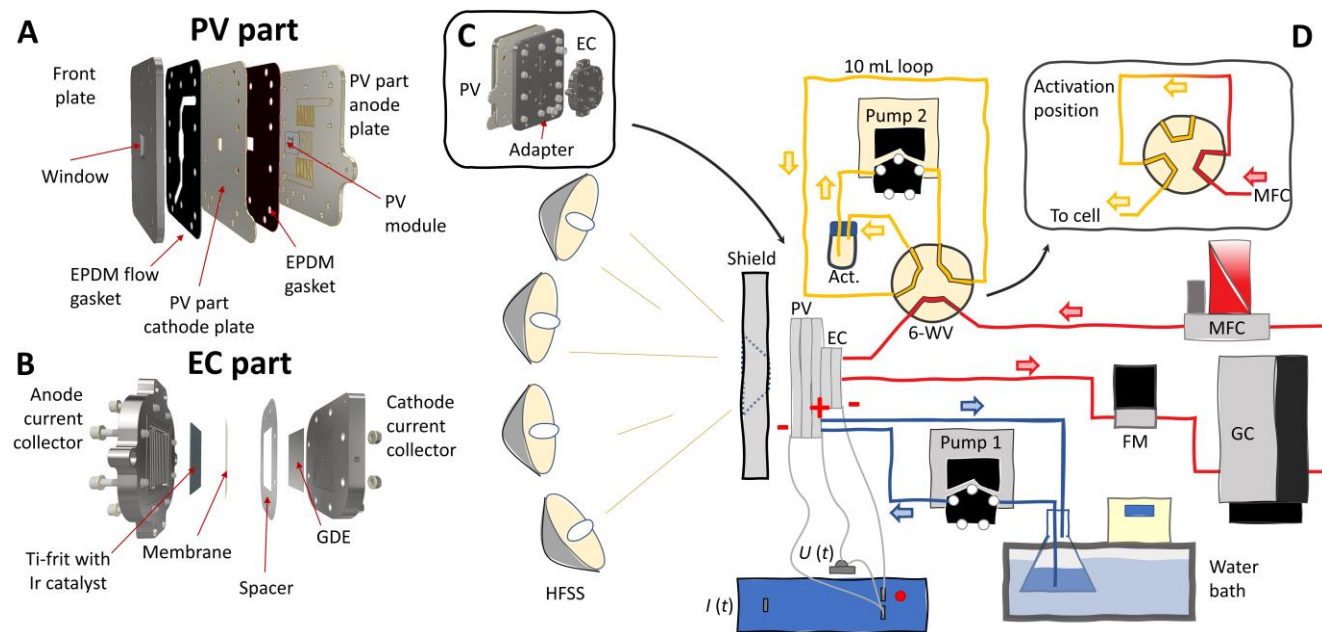 A
PV part
Front
plate
Window
EPDM flow
gasket
PV part
cathode plate
EPDM
gasket
PV
module
PV part
anode
plate
B
EC part
Anode
current
collector
Ti-frit with
Ir catalyst
Membrane
Spacer
GDE
Cathode
current
collector
C
PV
EC
Adapter
HFSS
Shield
D
10 mL loop
Pump 2
Act.
6-WV
Activation
position
To cell
MFC
MFC
PV
EC
+
-
-
FM
GC
Pump 1
Water
bath
U (t)
I (t)